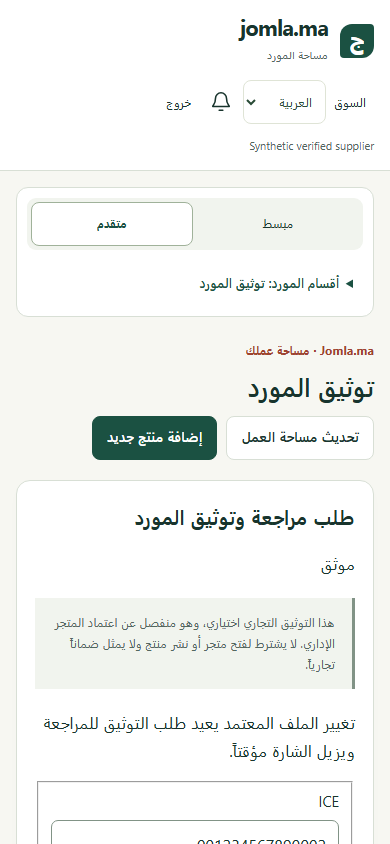 jomla.ma
ج
مساحة المورد
السوق
العربية
خروج
Synthetic verified supplier
مبسط
متقدم
أقسام المورد: توثيق المورد
Jomla.ma · مساحة عملك
توثيق المورد
تحديث مساحة العمل
إضافة منتج جديد
طلب مراجعة وتوثيق المورد
موثق
هذا التوثيق التجاري اختياري، وهو منفصل عن اعتماد المتجر
الإداري. لا يشترط لفتح متجر أو نشر منتج ولا يمثل ضماناً
تجارياً.
تغيير الملف المعتمد يعيد طلب التوثيق للمراجعة
ويزيل الشارة مؤقتاً.
ICE